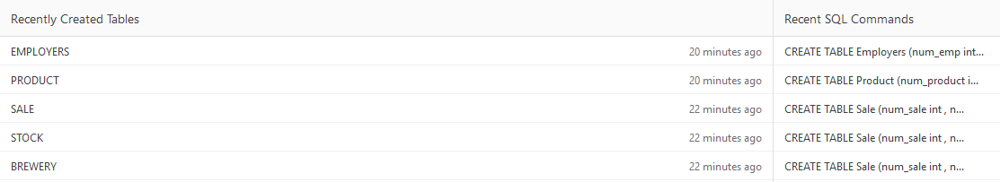 Recently Created Tables Recent SQL Commands
EMPLOYERS 20 minutes ago CREATE TABLE Employers (num_emp int...
PRODUCT 20 minutes ago CREATE TABLE Product (num_product i...
SALE 22 minutes ago CREATE TABLE Sale (num_sale int , n...
STOCK 22 minutes ago CREATE TABLE Sale (num_sale int , n...
BREWERY 22 minutes ago CREATE TABLE Sale (num_sale int , n...